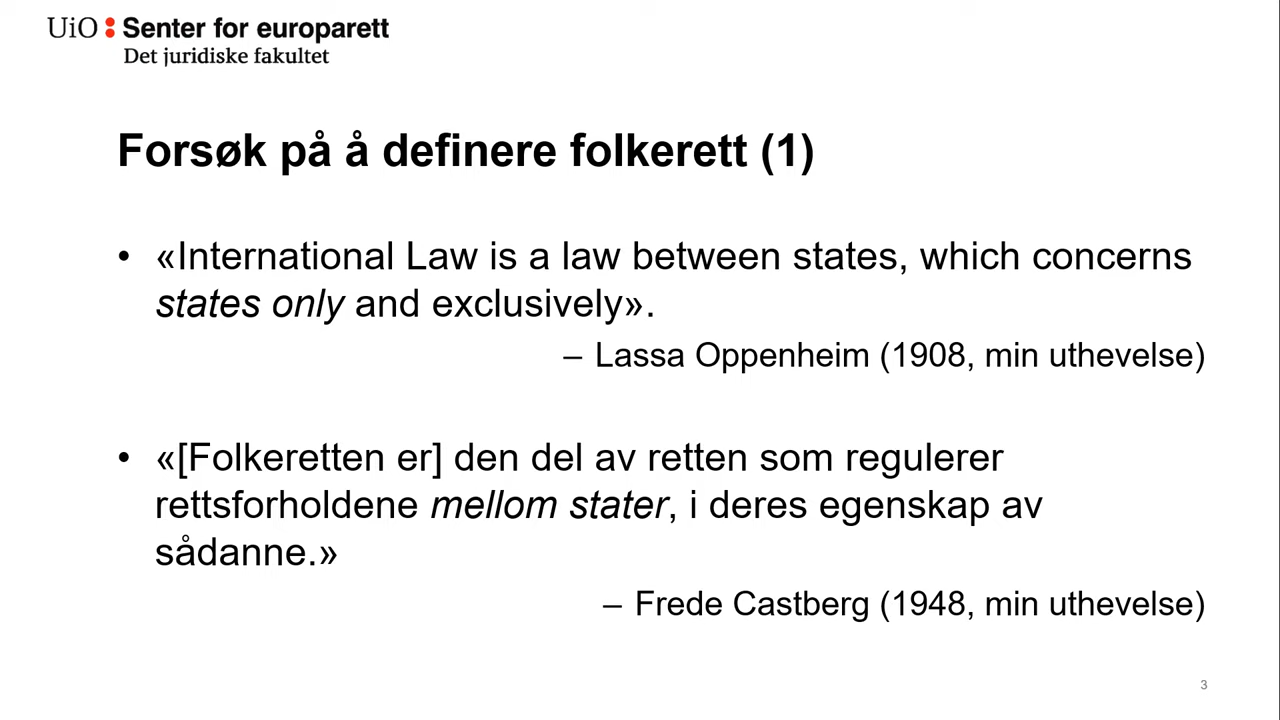 UiO : Senter for europarett
Det juridiske fakultet
Forsøk på å definere folkerett (1)
• «International Law is a law between states, which concerns
states only and exclusively».
– Lassa Oppenheim (1908, min uthevelse)
• «[Folkeretten er] den del av retten som regulerer
rettsforholdene mellom stater, i deres egenskap av
sådanne.»
– Frede Castberg (1948, min uthevelse)
3